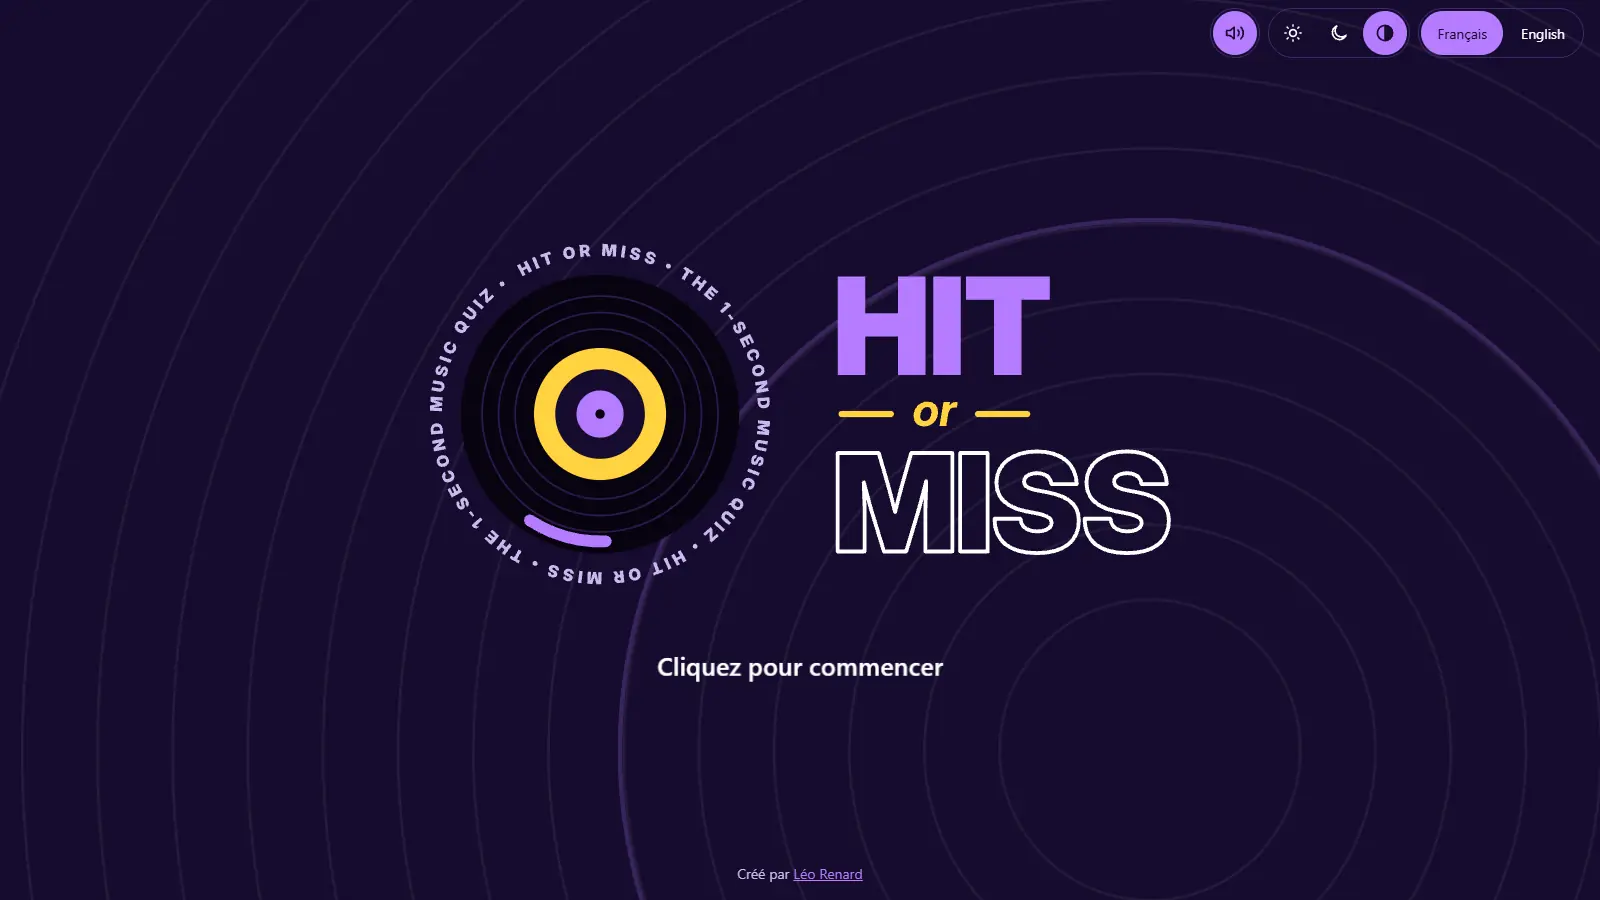 Français English
HIT OR MISS • THE 1-SECOND MUSIC QUIZ • HIT OR MISS • THE 1-SECOND MUSIC QUIZ •
HIT
or
MISS
Cliquez pour commencer
Créé par Léo Renard